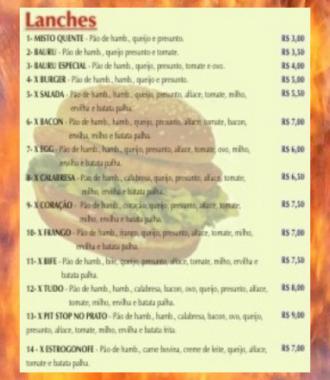 Lanches
1- MISTO QUENTE - Pão de hamb., queijo e presunto. R$ 3,00
2- BAURU - Pão de hamb., queijo presunto e tomate. R$ 3,50
3- BAURU ESPECIAL - Pão de hamb., queijo, presunto, tomate e ovo. R$ 4,00
4- X BURGER - Pão de hamb., hamb., queijo e presunto. R$ 5,00
5- X SALADA - Pão de hamb., hamb., queijo, presunto, alface, tomate, milho, R$ 5,50
ervilha e batata palha.
6- X BACON - Pão de hamb., hamb., queijo, presunto, alface, tomate, bacon, R$ 7,00
ervilha, milho e batata palha.
7- X EGG - Pão de hamb., hamb., queijo, presunto, alface, tomate, ovo, milho, R$ 6,00
ervilha e batata palha.
8- X CALABRESA - Pão de hamb., calabresa, queijo, presunto, alface, tomate, R$ 6,50
milho, ervilha e batata palha.
9- X CORAÇÃO - Pão de hamb., coração, queijo, presunto, alface, tomate, R$ 7,50
milho, ervilha e batata palha.
10- X FRANGO - Pão de hamb., frango, queijo, presunto, alface, tomate, milho, R$ 7,00
ervilha e batata palha.
11- X BIFE - Pão de hamb., bife, queijo, presunto, alface, tomate, milho, ervilha e R$ 7,50
batata palha.
12- X TUDO - Pão de hamb., hamb., calabresa, bacon, ovo, queijo, presunto, alface, R$ 8,00
tomate, milho, ervilha e batata palha.
13- X PIT STOP NO PRATO - Pão de hamb., hamb., calabresa, bacon, ovo, queijo, R$ 9,00
presunto, alface, tomate, milho, ervilha e batata frita.
14 - X ESTROGONOFE - Pão de hamb., carne bovina, creme de leite, queijo, alface, R$ 7,00
tomate e batata palha.